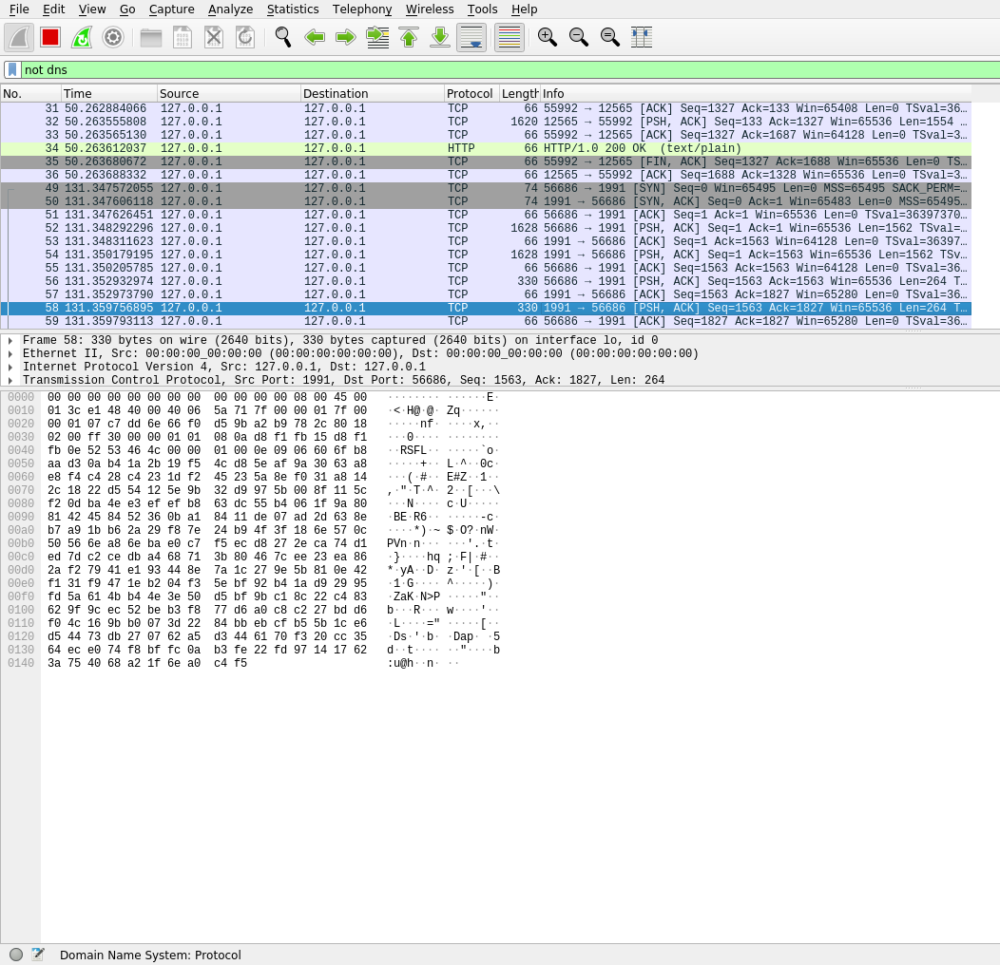 File Edit View Go Capture Analyze Statistics Telephony Wireless Tools Help
not dns
No. Time Source Destination Protocol Length Info
31 50.262884066 127.0.0.1 127.0.0.1 TCP 66 55992 → 12565 [ACK] Seq=1327 Ack=133 Win=65408 Len=0 TSval=36…
32 50.263555808 127.0.0.1 127.0.0.1 TCP 1620 12565 → 55992 [PSH, ACK] Seq=133 Ack=1327 Win=65536 Len=1554 …
33 50.263565130 127.0.0.1 127.0.0.1 TCP 66 55992 → 12565 [ACK] Seq=1327 Ack=1687 Win=64128 Len=0 TSval=3…
34 50.263612037 127.0.0.1 127.0.0.1 HTTP 66 HTTP/1.0 200 OK (text/plain)
35 50.263680672 127.0.0.1 127.0.0.1 TCP 66 55992 → 12565 [FIN, ACK] Seq=1327 Ack=1688 Win=65536 Len=0 TS…
36 50.263688332 127.0.0.1 127.0.0.1 TCP 66 12565 → 55992 [ACK] Seq=1688 Ack=1328 Win=65536 Len=0 TSval=3…
49 131.347572055 127.0.0.1 127.0.0.1 TCP 74 56686 → 1991 [SYN] Seq=0 Win=65495 Len=0 MSS=65495 SACK_PERM=…
50 131.347606118 127.0.0.1 127.0.0.1 TCP 74 1991 → 56686 [SYN, ACK] Seq=0 Ack=1 Win=65483 Len=0 MSS=65495…
51 131.347626451 127.0.0.1 127.0.0.1 TCP 66 56686 → 1991 [ACK] Seq=1 Ack=1 Win=65536 Len=0 TSval=36397370…
52 131.348292296 127.0.0.1 127.0.0.1 TCP 1628 56686 → 1991 [PSH, ACK] Seq=1 Ack=1 Win=65536 Len=1562 TSval=…
53 131.348311623 127.0.0.1 127.0.0.1 TCP 66 1991 → 56686 [ACK] Seq=1 Ack=1563 Win=64128 Len=0 TSval=36397…
54 131.350179195 127.0.0.1 127.0.0.1 TCP 1628 1991 → 56686 [PSH, ACK] Seq=1 Ack=1563 Win=65536 Len=1562 TSv…
55 131.350205785 127.0.0.1 127.0.0.1 TCP 66 56686 → 1991 [ACK] Seq=1563 Ack=1563 Win=64128 Len=0 TSval=36…
56 131.352932974 127.0.0.1 127.0.0.1 TCP 330 56686 → 1991 [PSH, ACK] Seq=1563 Ack=1563 Win=65536 Len=264 T…
57 131.352973790 127.0.0.1 127.0.0.1 TCP 66 1991 → 56686 [ACK] Seq=1563 Ack=1827 Win=65280 Len=0 TSval=36…
58 131.359756895 127.0.0.1 127.0.0.1 TCP 330 1991 → 56686 [PSH, ACK] Seq=1563 Ack=1827 Win=65536 Len=264 T…
59 131.359793113 127.0.0.1 127.0.0.1 TCP 66 56686 → 1991 [ACK] Seq=1827 Ack=1827 Win=65280 Len=0 TSval=36…
Frame 58: 330 bytes on wire (2640 bits), 330 bytes captured (2640 bits) on interface lo, id 0
Ethernet II, Src: 00:00:00_00:00:00 (00:00:00:00:00:00), Dst: 00:00:00_00:00:00 (00:00:00:00:00:00)
Internet Protocol Version 4, Src: 127.0.0.1, Dst: 127.0.0.1
Transmission Control Protocol, Src Port: 1991, Dst Port: 56686, Seq: 1563, Ack: 1827, Len: 264
0000 00 00 00 00 00 00 00 00 00 00 00 00 08 00 45 00 ········ ······E·
0010 01 3c e1 48 40 00 40 06 5a 71 7f 00 00 01 7f 00 ·<·H@·@· Zq······
0020 00 01 07 c7 dd 6e 66 f0 d5 9b a2 b9 78 2c 80 18 ·····nf· ····x,··
0030 02 00 ff 30 00 00 01 01 08 0a d8 f1 fb 15 d8 f1 ···0···· ········
0040 fb 0e 52 53 46 4c 00 00 01 00 0e 09 06 60 6f b8 ··RSFL·· ·····`o·
0050 aa d3 0a b4 1a 2b 19 f5 4c d8 5e af 9a 30 63 a8 ·····+·· L·^··0c·
0060 e8 f4 c4 28 c4 23 1d f2 45 23 5a 8e f0 31 a8 14 ···(·#·· E#Z··1··
0070 2c 18 22 d5 54 12 5e 9b 32 d9 97 5b 00 8f 11 5c ,·"·T·^· 2··[···\
0080 f2 0d ba 4e e3 ef ef b8 63 dc 55 b4 06 1f 9a 80 ···N···· c·U·····
0090 81 42 45 84 52 36 0b a1 84 11 de 07 ad 2d 63 8e ·BE·R6·· ·····-c·
00a0 b7 a9 1b b6 2a 29 f8 7e 24 b9 4f 3f 18 6e 57 0c ····*)·~ $·O?·nW·
00b0 50 56 6e a8 6e ba e0 c7 f5 ec d8 27 2e ca 74 d1 PVn·n··· ···'.·t·
00c0 ed 7d c2 ce db a4 68 71 3b 80 46 7c ee 23 ea 86 ·}····hq ;·F|·#··
00d0 2a f2 79 41 e1 93 44 8e 7a 1c 27 9e 5b 81 0e 42 *·yA··D· z·'·[··B
00e0 f1 31 f9 47 1e b2 04 f3 5e bf 92 b4 1a d9 29 95 ·1·G···· ^·····)·
00f0 fd 5a 61 4b b4 4e 3e 50 d5 bf 9b c1 8c 22 c4 83 ·ZaK·N>P ·····"··
0100 62 9f 9c ec 52 be b3 f8 77 d6 a0 c8 c2 27 bd d6 b···R··· w····'··
0110 f0 4c 16 9b b0 07 3d 22 84 bb eb cf b5 5b 1c e6 ·L····=" ·····[··
0120 d5 44 73 db 27 07 62 a5 d3 44 61 70 f3 20 cc 35 ·Ds·'·b· ·Dap· ·5
0130 64 ec e0 74 f8 bf fc 0a b3 fe 22 fd 97 14 17 62 d··t···· ··"····b
0140 3a 75 40 68 a2 1f 6e a0 c4 f5 :u@h··n· ··
Domain Name System: Protocol